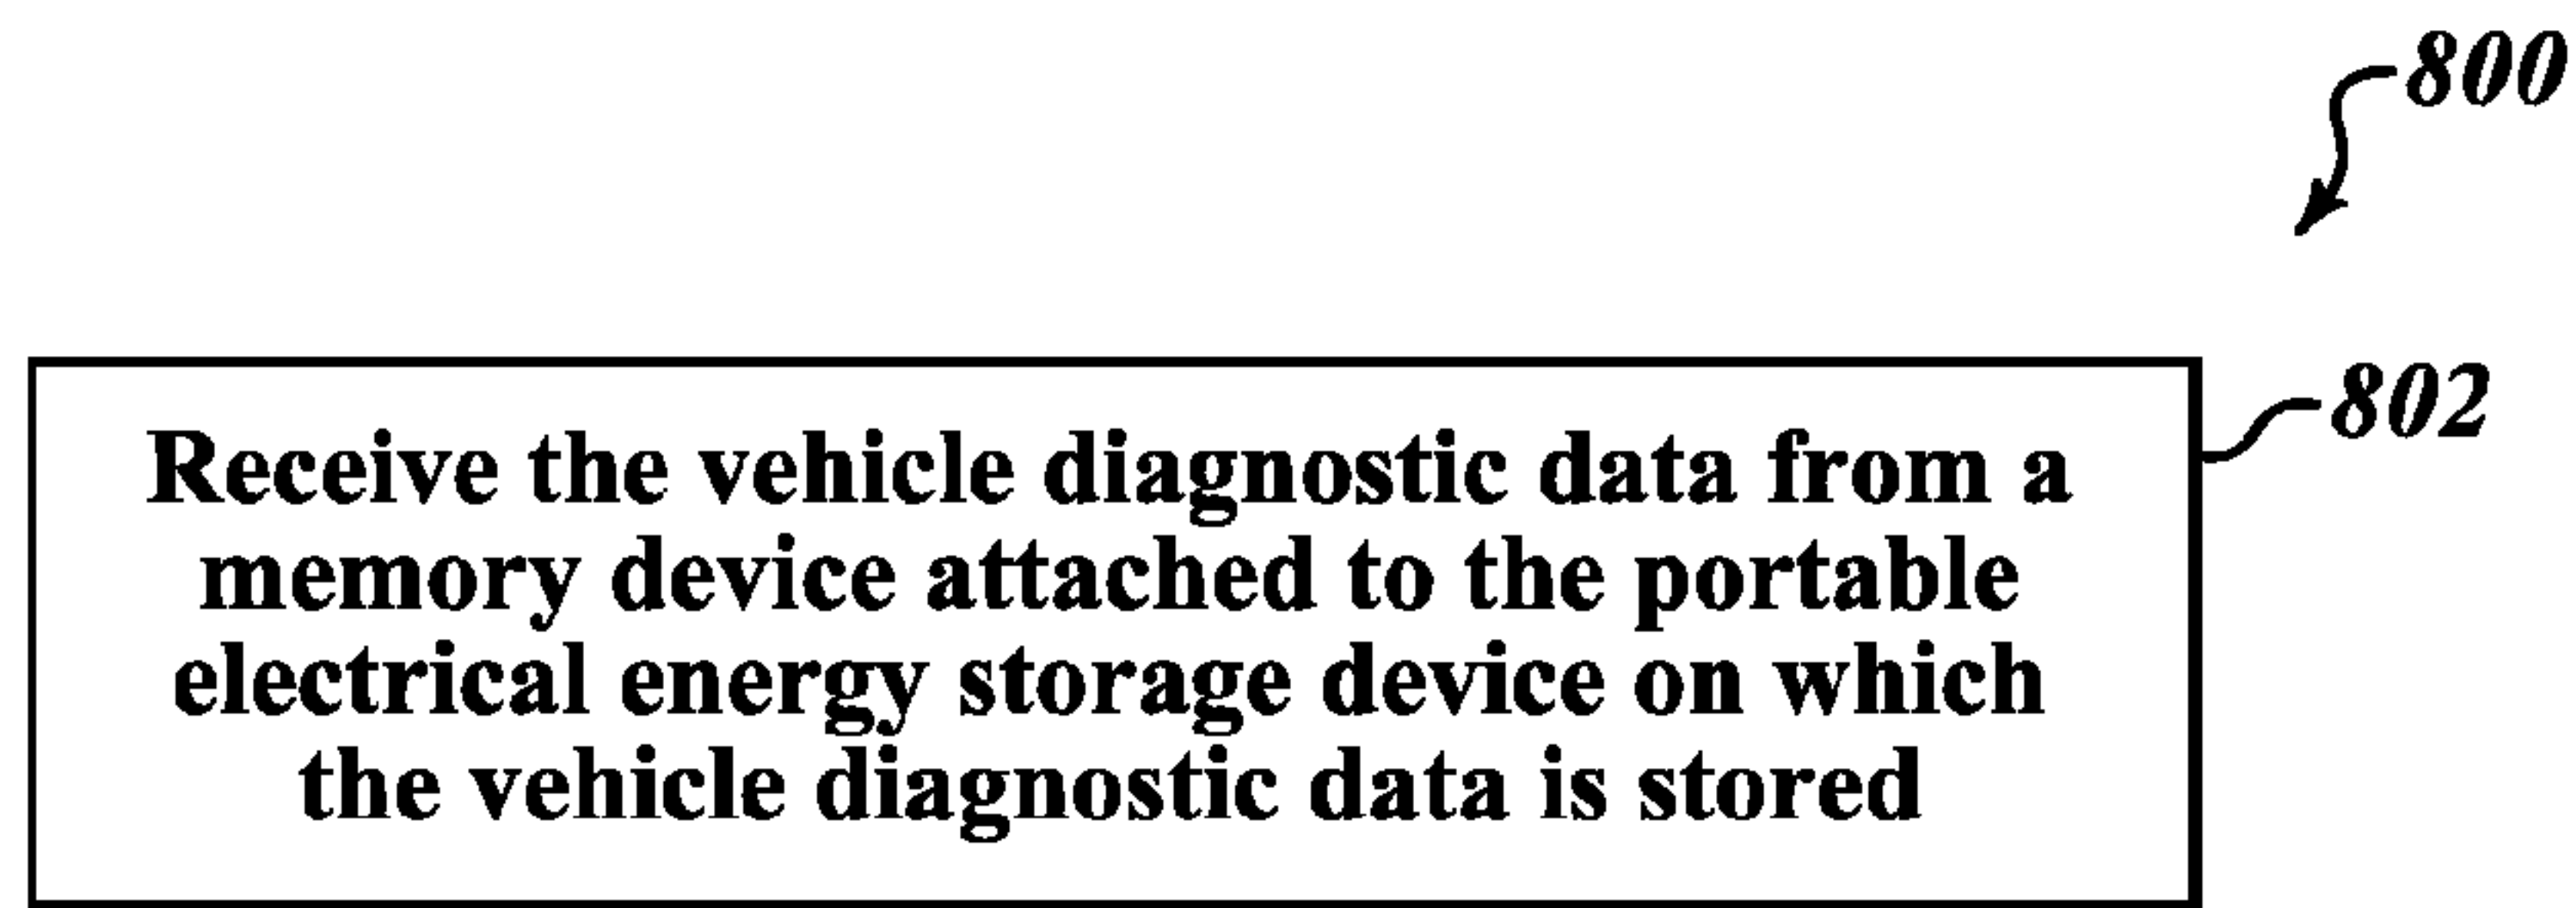 800
802
Receive the vehicle diagnostic data from a
memory device attached to the portable
electrical energy storage device on which
the vehicle diagnostic data is stored